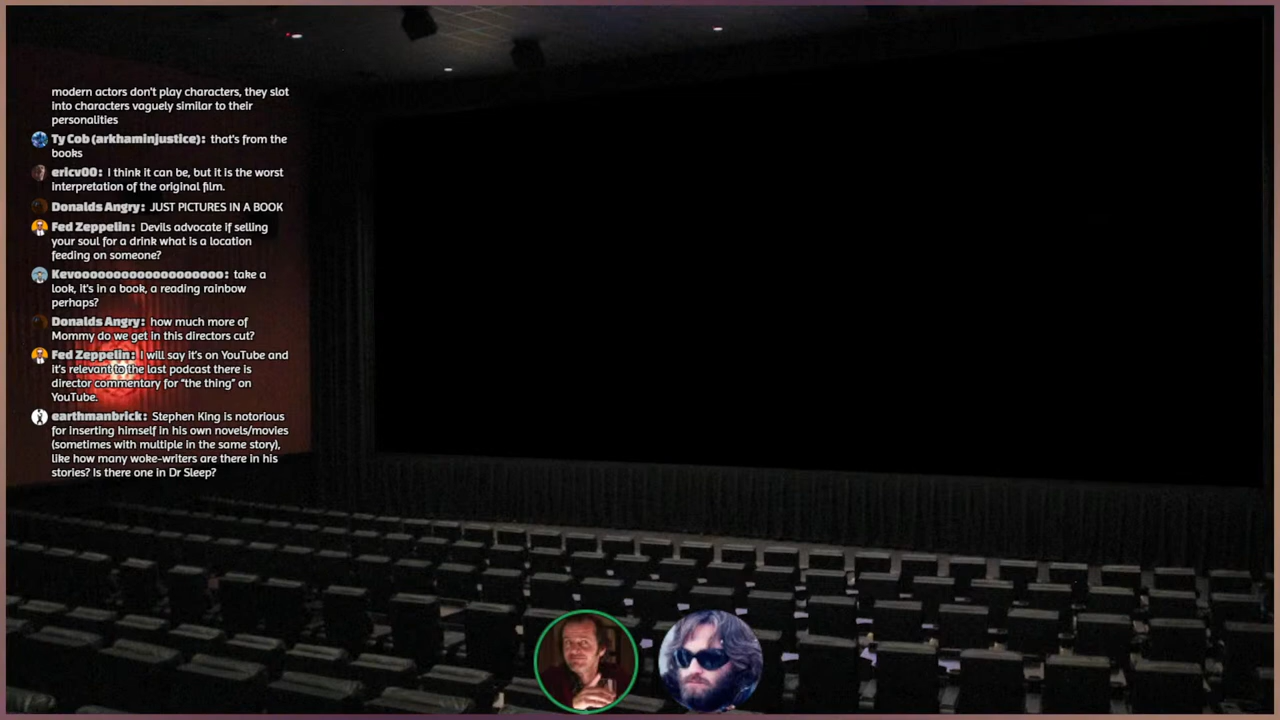 modern actors don't play characters, they slot
into characters vaguely similar to their
personalities
Ty Cob (arkhaminjustice): that's from the
books
ericv00: I think it can be, but it is the worst
interpretation of the original film.
Donalds Angry: JUST PICTURES IN A BOOK
Fed Zeppelin: Devils advocate if selling
your soul for a drink what is a location
feeding on someone?
Kevooooooooooooooooooo: take a
look, it's in a book, a reading rainbow
perhaps?
Donalds Angry: how much more of
Mommy do we get in this directors cut?
Fed Zeppelin: I will say it's on YouTube and
it's relevant to the last podcast there is
director commentary for "the thing" on
YouTube.
earthmanbrick: Stephen King is notorious
for inserting himself in his own novels/movies
(sometimes with multiple in the same story),
like how many woke-writers are there in his
stories? Is there one in Dr Sleep?